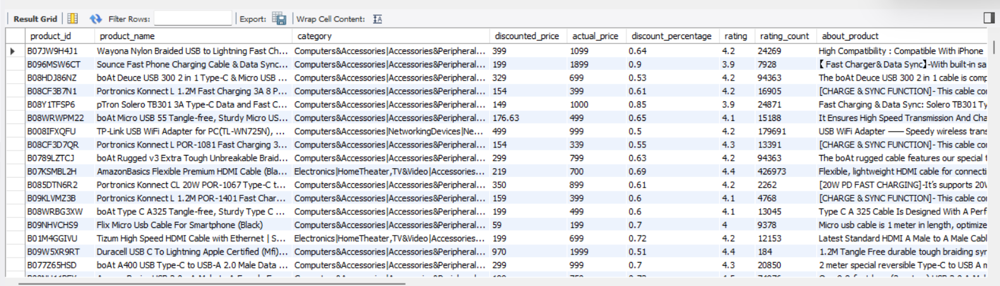 Result Grid Filter Rows: Export: Wrap Cell Content:
product_id product_name category discounted_price actual_price discount_percentage rating rating_count about_product
B07JW9H4J1 Wayona Nylon Braided USB to Lightning Fast Ch... Computers&Accessories|Accessories&Peripheral... 399 1099 0.64 4.2 24269 High Compatibility : Compatible With iPhone
B096MSW6CT Sounce Fast Phone Charging Cable & Data Sync... Computers&Accessories|Accessories&Peripheral... 199 1899 0.9 3.9 7928 【 Fast Charger& Data Sync】-With built-in sa
B08HDJ86NZ boAt Deuce USB 300 2 in 1 Type-C & Micro USB ... Computers&Accessories|Accessories&Peripheral... 329 699 0.53 4.2 94363 The boAt Deuce USB 300 2 in 1 cable is comp
B08CF3B7N1 Portronics Konnect L 1.2M Fast Charging 3A 8 P... Computers&Accessories|Accessories&Peripheral... 154 399 0.61 4.2 16905 [CHARGE & SYNC FUNCTION]- This cable co
B08Y1TFSP6 pTron Solero TB301 3A Type-C Data and Fast C... Computers&Accessories|Accessories&Peripheral... 149 1000 0.85 3.9 24871 Fast Charging & Data Sync: Solero TB301 Ty
B08WRWPM22 boAt Micro USB 55 Tangle-free, Sturdy Micro US... Computers&Accessories|Accessories&Peripheral... 176.63 499 0.65 4.1 15188 It Ensures High Speed Transmission And Cha
B008IFXQFU TP-Link USB WiFi Adapter for PC(TL-WN725N), ... Computers&Accessories|NetworkingDevices|Ne... 499 999 0.5 4.2 179691 USB WiFi Adapter —— Speedy wireless trans
B08CF3D7QR Portronics Konnect L POR-1081 Fast Charging 3... Computers&Accessories|Accessories&Peripheral... 154 339 0.55 4.3 13391 [CHARGE & SYNC FUNCTION]- This cable co
B0789LZTCJ boAt Rugged v3 Extra Tough Unbreakable Braid... Computers&Accessories|Accessories&Peripheral... 299 799 0.63 4.2 94363 The boAt rugged cable features our special
B07KSMBL2H AmazonBasics Flexible Premium HDMI Cable (Bla... Electronics|HomeTheater,TV&Video|Accessories... 219 700 0.69 4.4 426973 Flexible, lightweight HDMI cable for connecti
B085DTN6R2 Portronics Konnect CL 20W POR-1067 Type-C t... Computers&Accessories|Accessories&Peripheral... 350 899 0.61 4.2 2262 [20W PD FAST CHARGING]-It's supports 20W
B09KLVMZ3B Portronics Konnect L 1.2M POR-1401 Fast Char... Computers&Accessories|Accessories&Peripheral... 159 399 0.6 4.1 4768 [CHARGE & SYNC FUNCTION]- This cable co
B08WRBG3XW boAt Type C A325 Tangle-free, Sturdy Type C ... Computers&Accessories|Accessories&Peripheral... 199 499 0.6 4.1 13045 Type C A 325 Cable Is Designed With A Perf
B09NHVCHS9 Flix Micro Usb Cable For Smartphone (Black) Computers&Accessories|Accessories&Peripheral... 59 199 0.7 4 9378 Micro usb cable is 1 meter in length, optimize
B01M4GGIVU Tizum High Speed HDMI Cable with Ethernet | S... Electronics|HomeTheater,TV&Video|Accessories... 199 699 0.72 4.2 12153 Latest Standard HDMI A Male to A Male Cabl
B09W5XR9RT Duracell USB C To Lightning Apple Certified (Mfi)... Computers&Accessories|Accessories&Peripheral... 970 1999 0.51 4.4 184 1.2M Tangle Free durable tough braiding syr
B077Z65HSD boAt A400 USB Type-C to USB-A 2.0 Male Data ... Computers&Accessories|Accessories&Peripheral... 299 999 0.7 4.3 20850 2 meter special reversible Type-C to USB A m